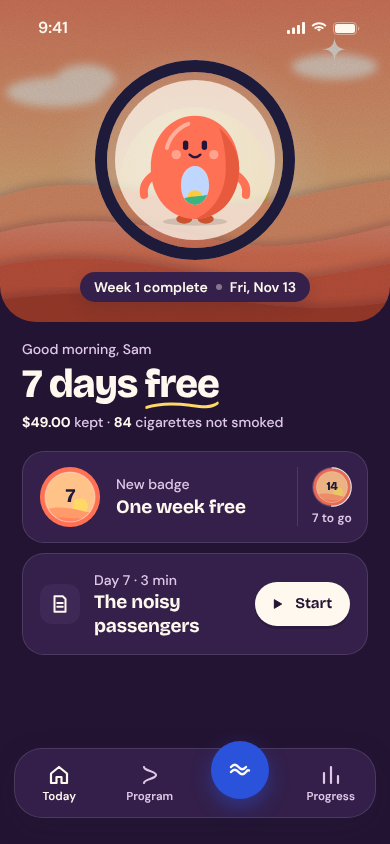 9:41
Week 1 complete • Fri, Nov 13
Good morning, Sam
7 days free
$49.00 kept · 84 cigarettes not smoked
7
New badge
One week free
14
7 to go
Day 7 · 3 min
The noisy
passengers
Start
Today
Program
Progress